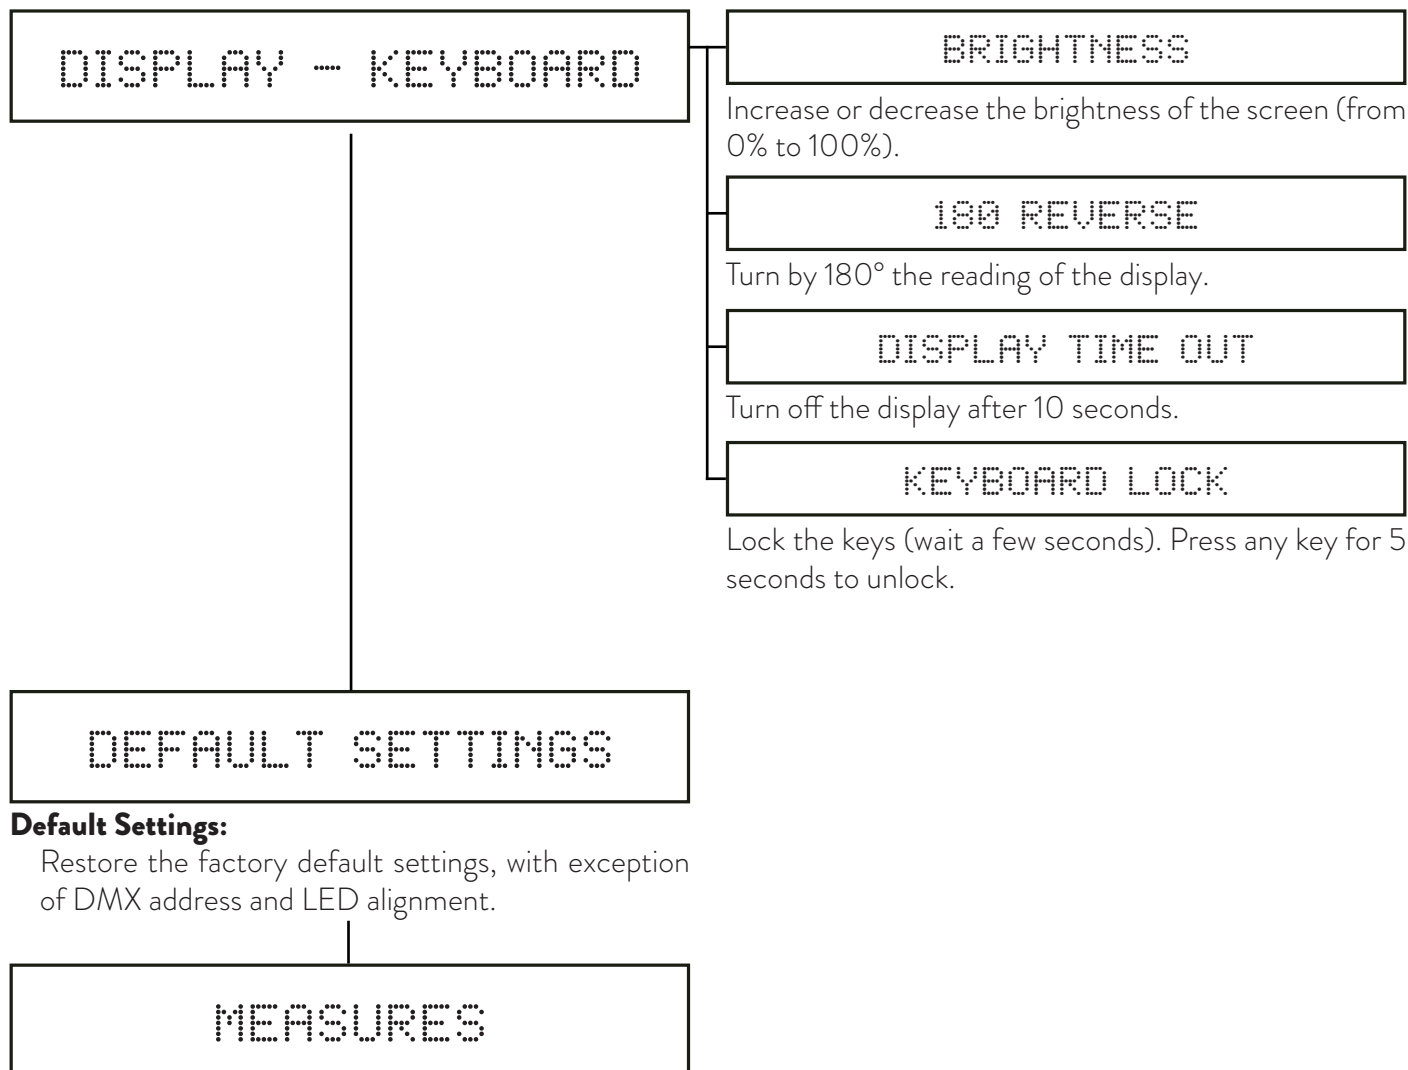 DISPLAY - KEYBOARD
BRIGHTNESS
Increase or decrease the brightness of the screen (from
0% to 100%).
180 REVERSE
Turn by 180° the reading of the display.
DISPLAY TIME OUT
Turn off the display after 10 seconds.
KEYBOARD LOCK
Lock the keys (wait a few seconds). Press any key for 5
seconds to unlock.
DEFAULT SETTINGS
Default Settings:
Restore the factory default settings, with exception
of DMX address and LED alignment.
MEASURES